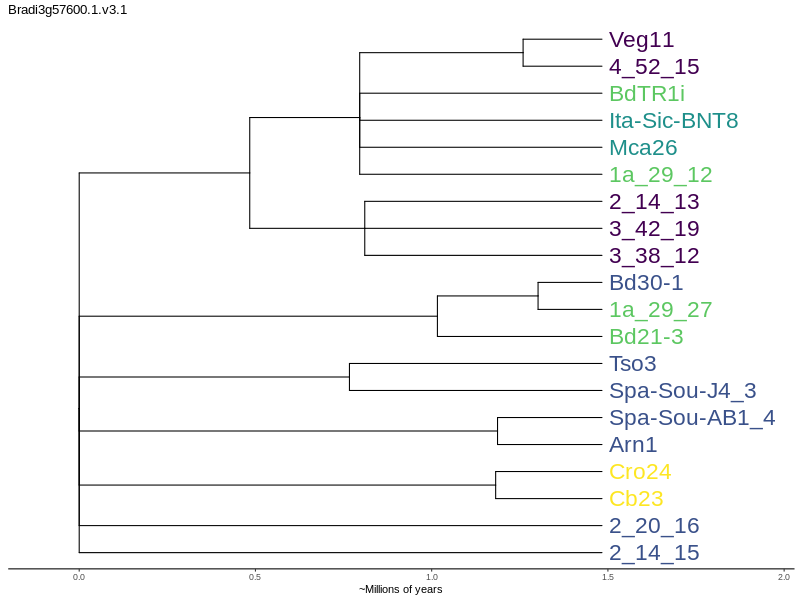 Bradi3g57600.1.v3.1
Veg11
4_52_15
BdTR1i
Ita-Sic-BNT8
Mca26
1a_29_12
2_14_13
3_42_19
3_38_12
Bd30-1
1a_29_27
Bd21-3
Tso3
Spa-Sou-J4_3
Spa-Sou-AB1_4
Arn1
Cro24
Cb23
2_20_16
2_14_15
0.0 0.5 1.0 1.5 2.0
~Millions of years